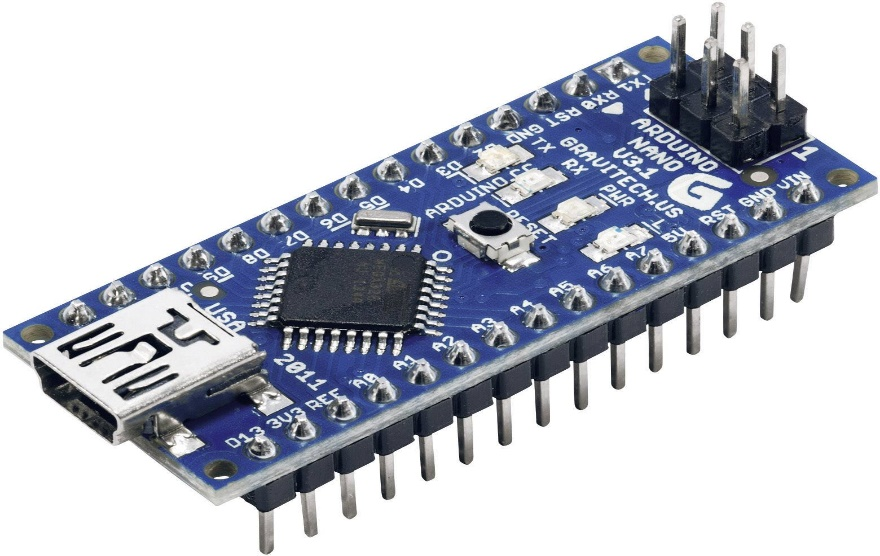 TX1
RX0
RST
GND
D2
D3
D4
D5
D6
D7
D8
D9
1
ARDUINO
NANO
V3.1
GRAVITECH.US
G
ARDUINO.CC
TX
RX
PWR
L
RESET
USA
2011
D13
3V3
REF
A0
A1
A2
A3
A4
A5
A6
A7
5V
RST
GND
VIN